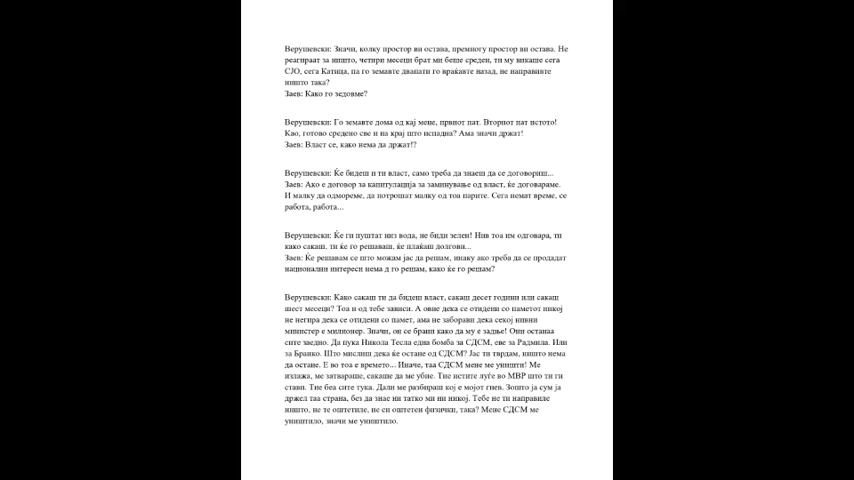 Верушевски: Значи, колку простор ви остава, премногу простор ви остава. Не
реагираат за ништо, четири месеци брат ми беше среден, ти му викаше сега
СЈО, сега Катица, па го земавте двапати го враќавте назад, не направивте
ништо така?
Заев: Како го зедовме?
Верушевски: Го земавте дома од кај мене, првиот пат. Вториот пат истото!
Као, готово средено све и на крај што испадна? Ама значи држат!
Заев: Власт се, како нема да држат!?
Верушевски: Ќе бидеш и ти власт, само треба да знаеш да се договориш...
Заев: Ако е договор за капитулација за заминување од власт, ќе договараме.
И малку да одмореме, да потрошат малку од тоа парите. Сега немат време, се
работа, работа...
Верушевски: Ќе ги пуштат низ вода, не биди зелен! Нив тоа им одговара, ти
како сакаш, ти ќе го решаваш, ќе плаќаш долгови...
Заев: Ќе решавам се што можам јас да решам, инаку ако треба да се продадат
национални интереси нема д го решам, како ќе го решам?
Верушевски: Како сакаш ти да бидеш власт, сакаш десет години или сакаш
шест месеци? Тоа и од тебе зависи. А овие дека се отидени со паметот никој
не негира дека се отидени со памет, ама не заборави дека секој нивни
министер е милионер. Значи, он се брани како да му е задње! Они останаа
сите заедно. Да пука Никола Тесла една бомба за СДСМ, еве за Радмила. Или
за Бранко. Што мислиш дека ќе остане од СДСМ? Јас ти тврдам, ништо нема
да остане. Е во тоа е времето... Иначе, таа СДСМ мене ме уништи! Ме
излажа, ме затвараше, сакаше да ме убие. Тие истите луѓе во МВР што ти ги
стави. Тие беа сите тука. Дали ме разбираш кој е мојот гнев. Зошто ја сум ја
држел таа страна, без да знае ни татко ми ни никој. Тебе не ти направиле
ништо, не те оштетиле, не си оштетен физички, така? Мене СДСМ ме
уништило, значи ме уништило.